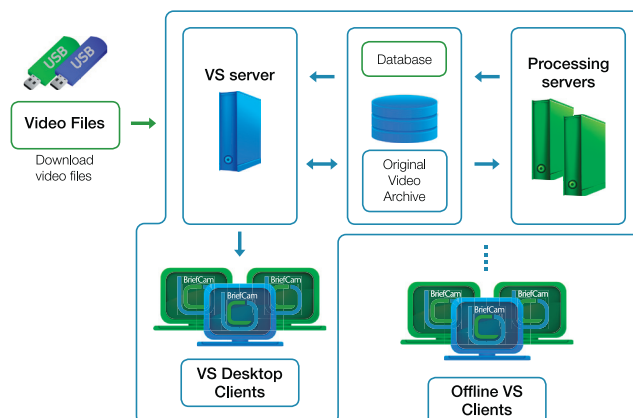 USB
USB
Video Files
Download
video files
VS server
Database
Original
Video
Archive
Processing
servers
BriefCam
BriefCam
BriefCam
VS Desktop
Clients
BriefCam
BriefCam
BriefCam
Offline VS
Clients